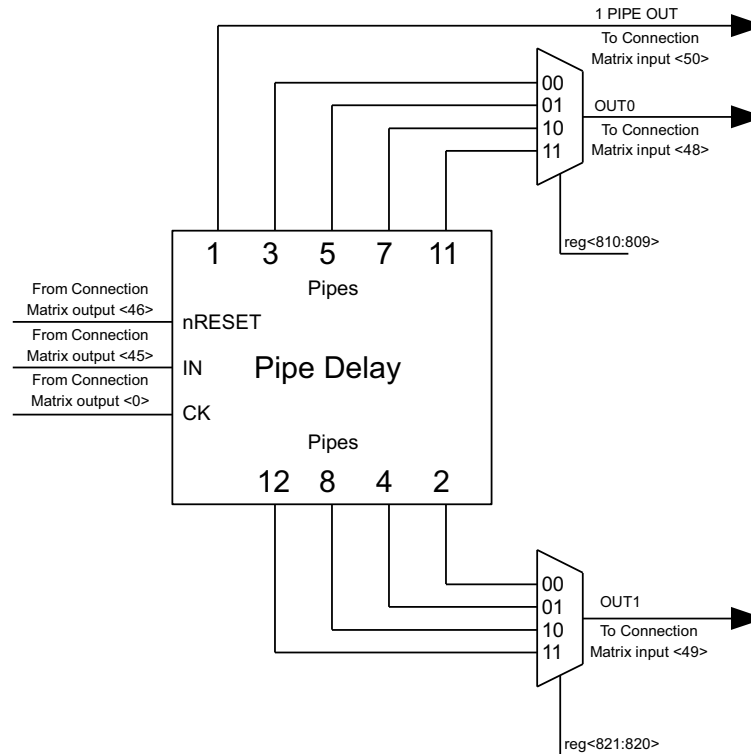 1 PIPE OUT
To Connection
Matrix input <50>
00
01
10
11
OUT0
To Connection
Matrix input <48>
reg<810:809>
1 3 5 7 11
Pipes
From Connection
Matrix output <46>
nRESET
From Connection
Matrix output <45>
IN
Pipe Delay
From Connection
Matrix output <0>
CK
Pipes
12 8 4 2
00
01
10
11
OUT1
To Connection
Matrix input <49>
reg<821:820>